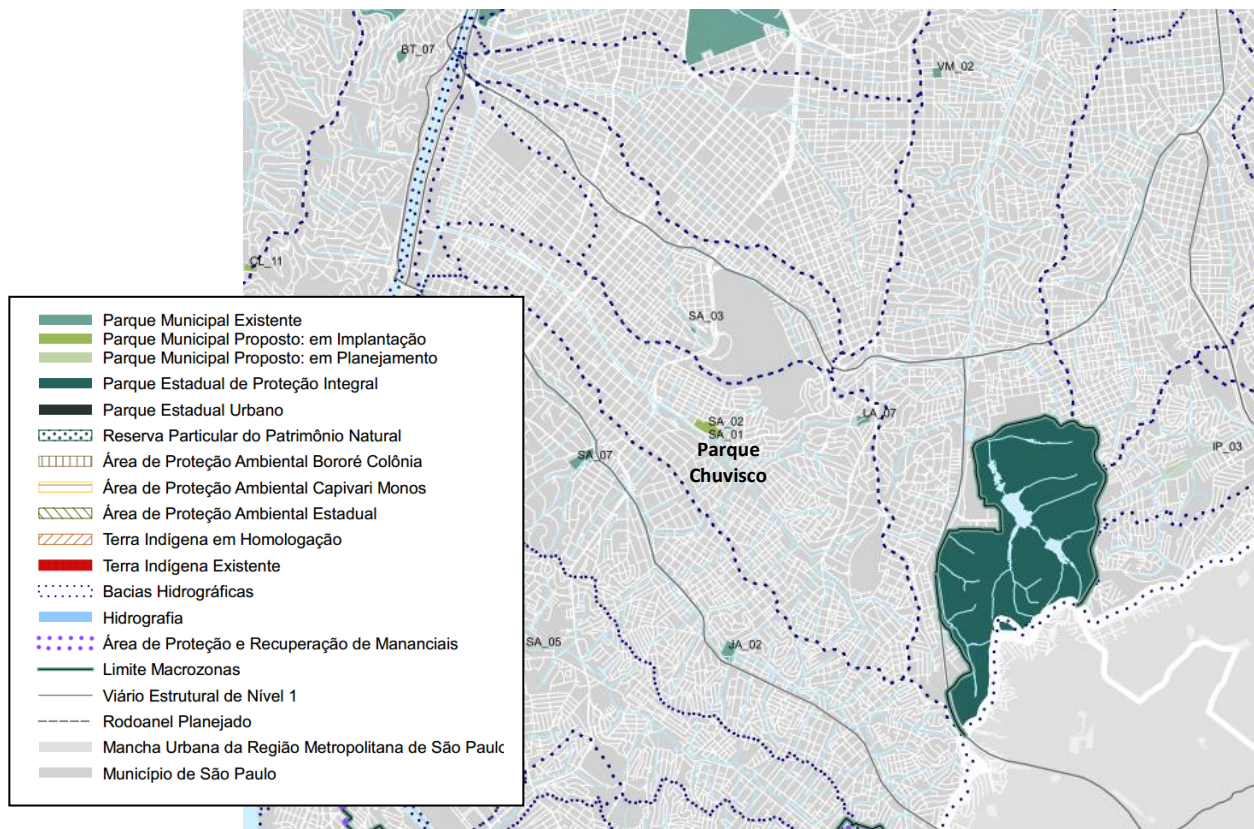 BT_07
VM_02
CL_11
SA_03
SA_02
SA_01
LA_07
Parque
Chuvisco
SA_07
IP_03
SA_05
JA_02
Parque Municipal Existente
Parque Municipal Proposto: em Implantação
Parque Municipal Proposto: em Planejamento
Parque Estadual de Proteção Integral
Parque Estadual Urbano
Reserva Particular do Patrimônio Natural
Área de Proteção Ambiental Bororé Colônia
Área de Proteção Ambiental Capivari Monos
Área de Proteção Ambiental Estadual
Terra Indígena em Homologação
Terra Indígena Existente
Bacias Hidrográficas
Hidrografia
Área de Proteção e Recuperação de Mananciais
Limite Macrozonas
Viário Estrutural de Nível 1
Rodoanel Planejado
Mancha Urbana da Região Metropolitana de São Paulo
Município de São Paulo